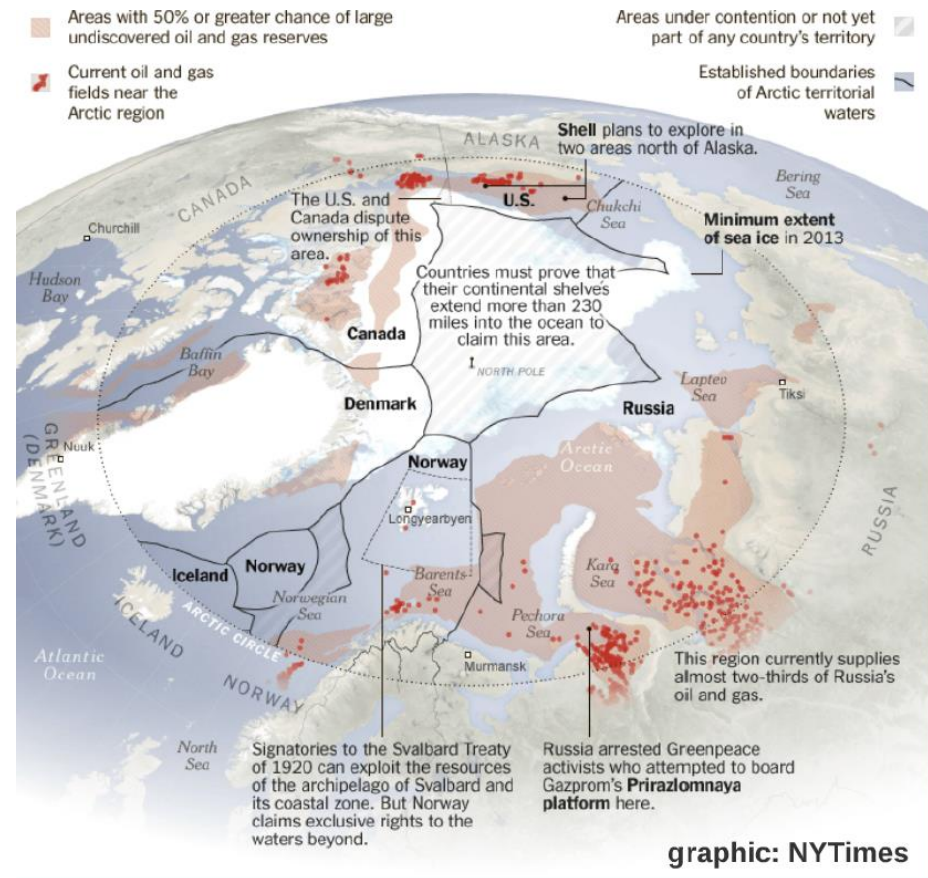 Areas with 50% or greater chance of large
undiscovered oil and gas reserves
Current oil and gas
fields near the
Arctic region
Areas under contention or not yet
part of any country's territory
Established boundaries
of Arctic territorial
waters
ALASKA
Shell plans to explore in
two areas north of Alaska.
Bering
Sea
CANADA
U.S.
Chukchi
Sea
The U.S. and
Canada dispute
ownership of this
area.
Minimum extent
of sea ice in 2013
Churchill
Hudson
Bay
Countries must prove that
their continental shelves
extend more than 230
miles into the ocean to
claim this area.
Canada
NORTH POLE
Baffin
Bay
Laptev
Sea
Tiksi
Denmark
Russia
Nuuk
GREENLAND
(DENMARK)
Arctic
Ocean
Norway
Longyearbyen
RUSSIA
Iceland
Norway
Kara
Sea
Barents
Sea
Norwegian
Sea
Pechora
Sea
ARCTIC CIRCLE
ICELAND
Atlantic
Ocean
Murmansk
NORWAY
This region currently supplies
almost two-thirds of Russia's
oil and gas.
North
Sea
Signatories to the Svalbard Treaty
of 1920 can exploit the resources
of the archipelago of Svalbard and
its coastal zone. But Norway
claims exclusive rights to the
waters beyond.
Russia arrested Greenpeace
activists who attempted to board
Gazprom's Prirazlomnaya
platform here.
graphic: NYTimes